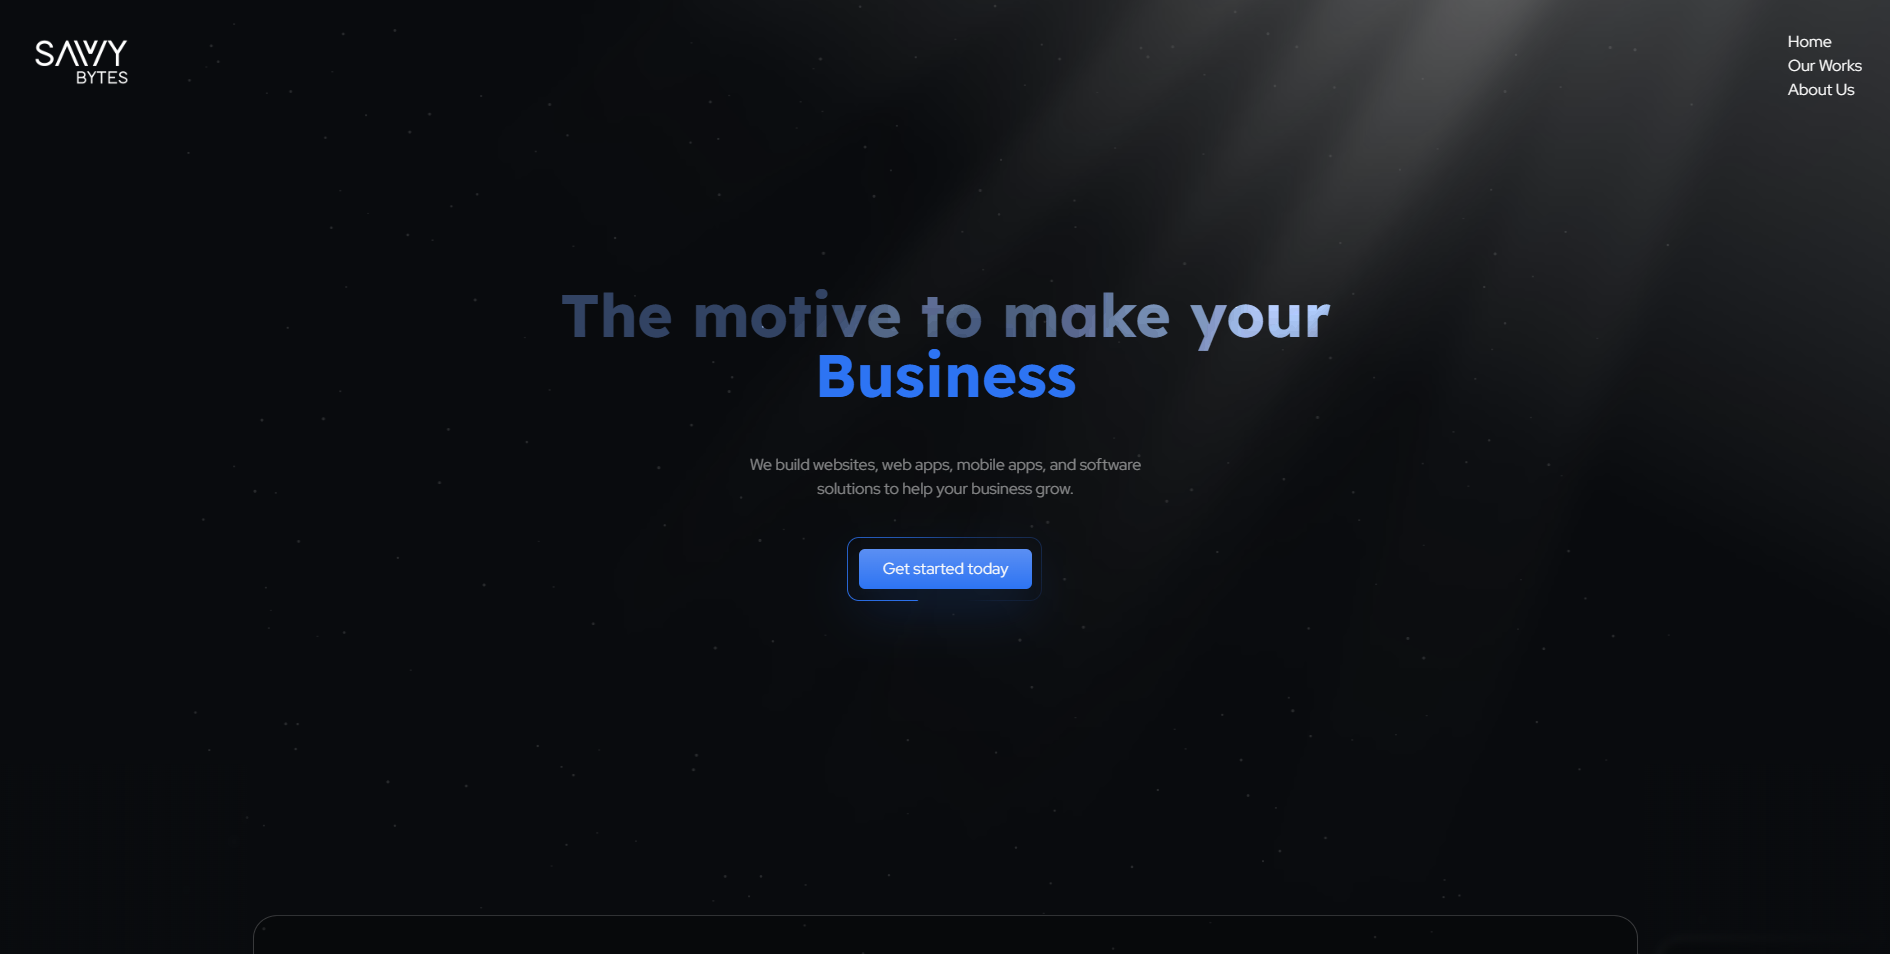 SAVVY
BYTES
Home
Our Works
About Us
The motive to make your
Business
We build websites, web apps, mobile apps, and software
solutions to help your business grow.
Get started today